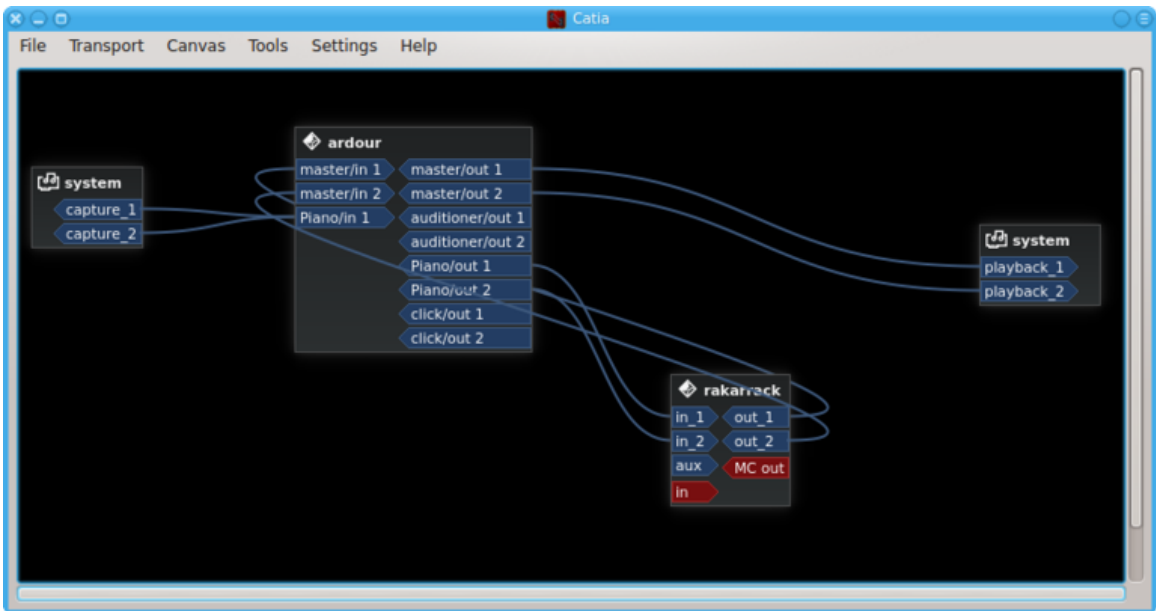 Catia
File Transport Canvas Tools Settings Help
ardour
master/in 1 master/out 1
master/in 2 master/out 2
Piano/in 1 auditioner/out 1
auditioner/out 2
Piano/out 1
Piano/out 2
click/out 1
click/out 2
system
capture_1
capture_2
system
playback_1
playback_2
rakarrack
in_1 out_1
in_2 out_2
aux MC out
in